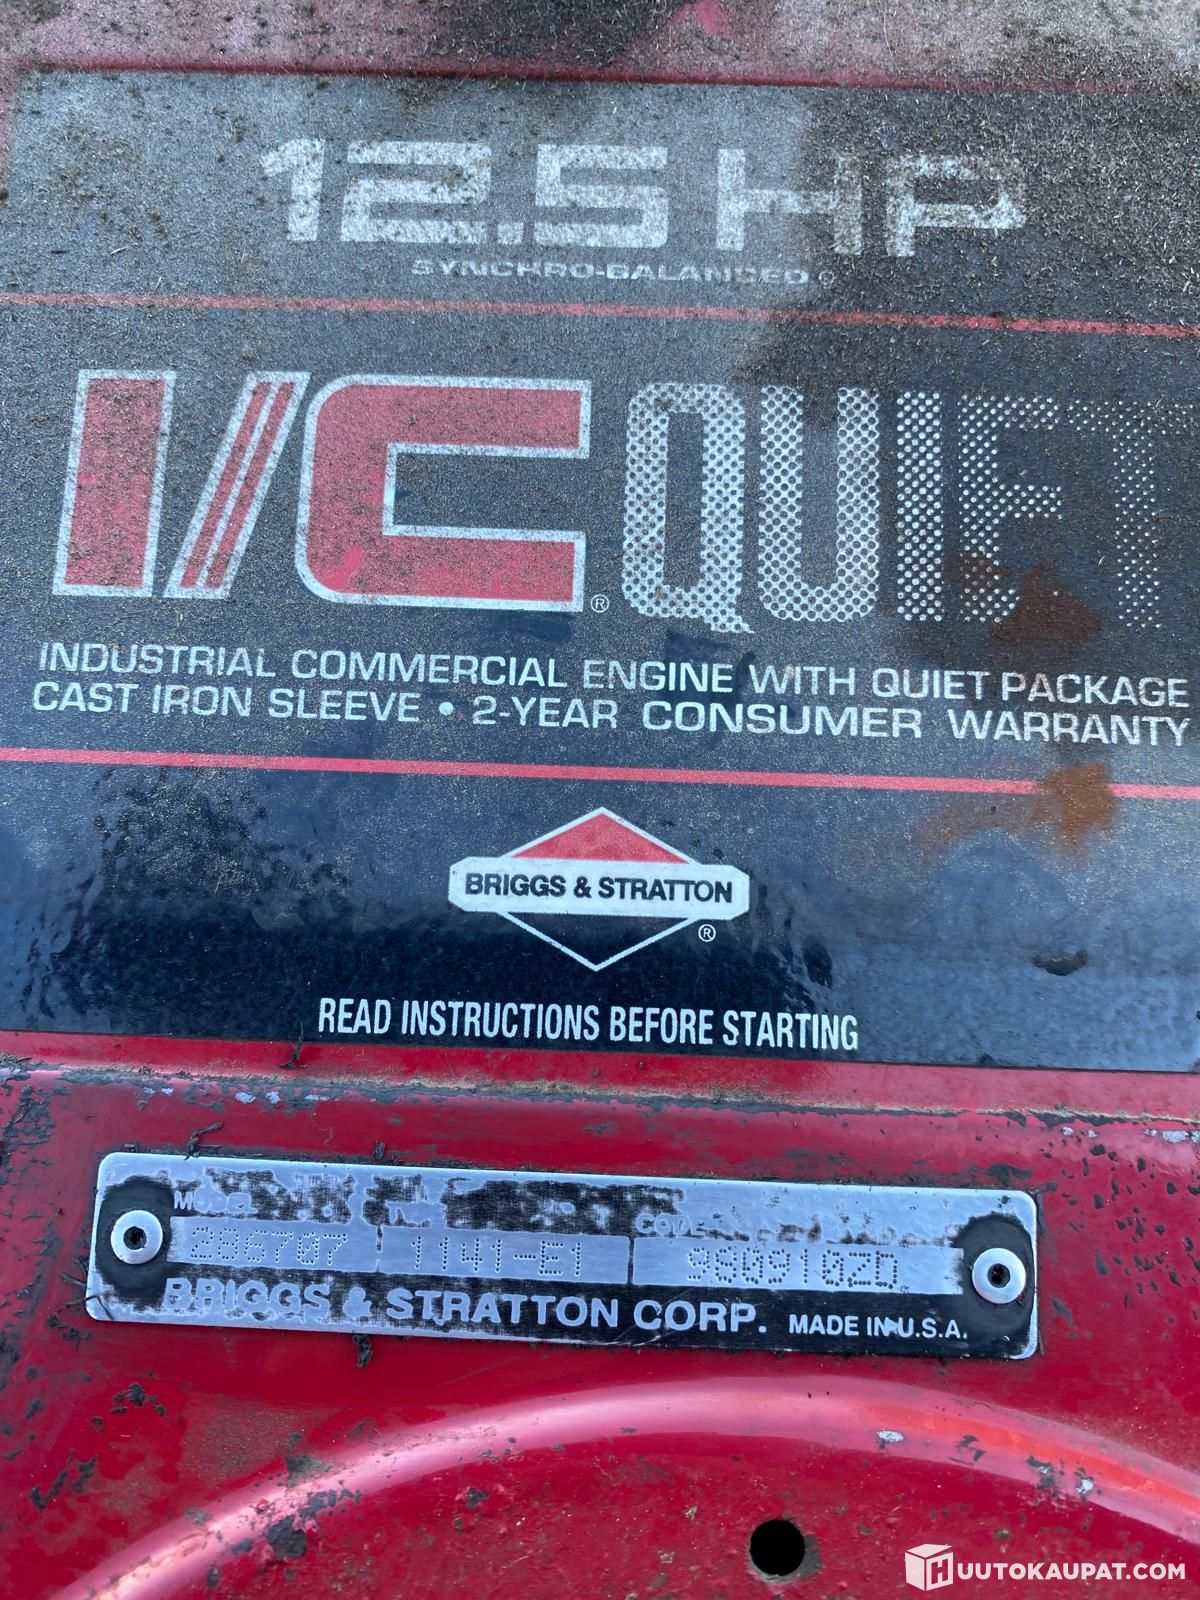 12.5 HP
SYNCHRO-BALANCED®
I/C® QUIET
INDUSTRIAL COMMERCIAL ENGINE WITH QUIET PACKAGE
CAST IRON SLEEVE • 2-YEAR CONSUMER WARRANTY
BRIGGS & STRATTON
®
READ INSTRUCTIONS BEFORE STARTING
MODEL CODE
286707 1141-E1 980910ZD
BRIGGS & STRATTON CORP. MADE IN U.S.A.
HUUTOKAUPAT.COM